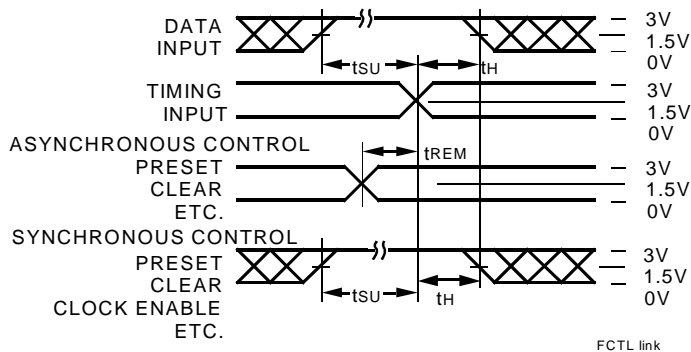 DATA
INPUT
3V
1.5V
0V
tSU
tH
TIMING
INPUT
3V
1.5V
0V
ASYNCHRONOUS CONTROL
tREM
PRESET
CLEAR
ETC.
3V
1.5V
0V
SYNCHRONOUS CONTROL
PRESET
CLEAR
CLOCK ENABLE
ETC.
3V
1.5V
0V
tSU
tH
FCTL link